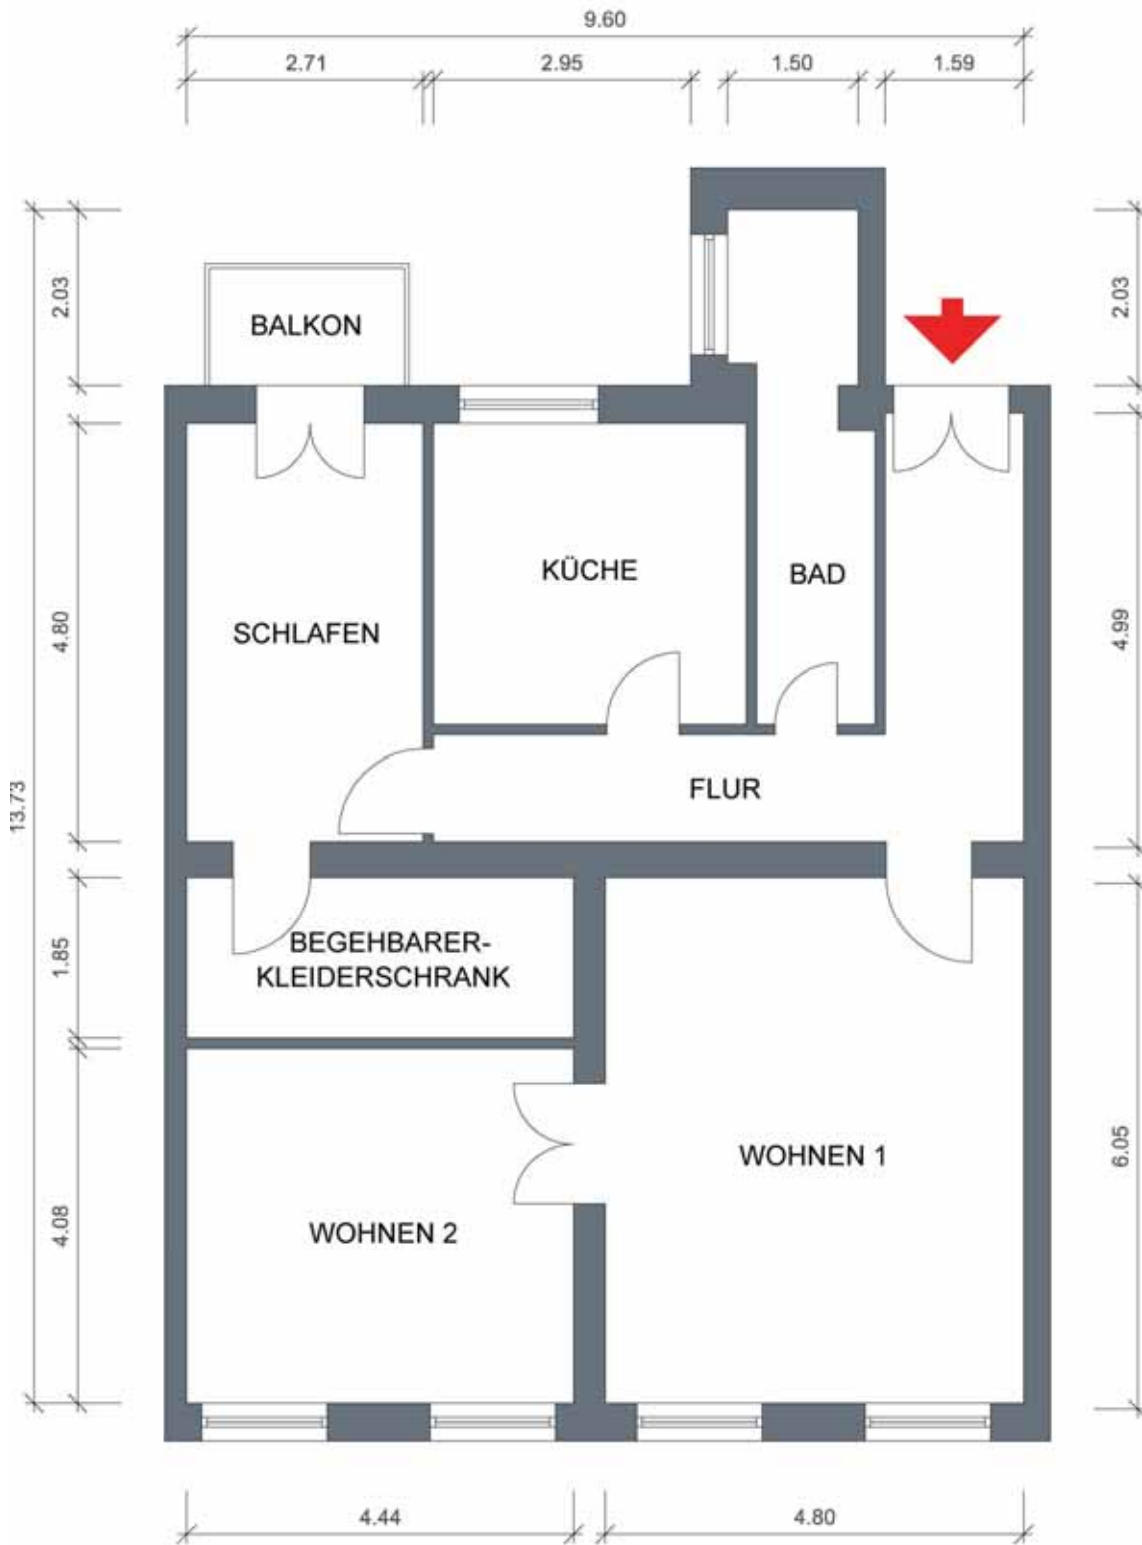 9.60
2.71
2.95
1.50
1.59
2.03
2.03
BALKON
KÜCHE
BAD
SCHLAFEN
4.80
4.99
FLUR
13.73
BEGEHBARER-
KLEIDERSCHRANK
1.85
WOHNEN 1
6.05
WOHNEN 2
4.08
4.44
4.80